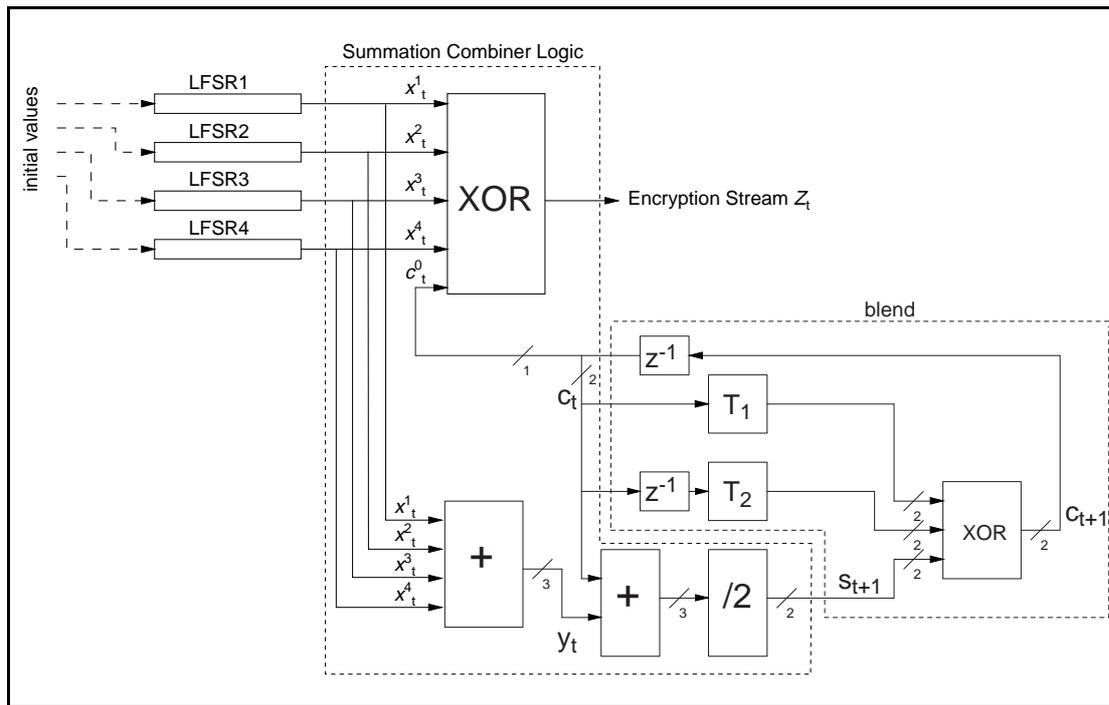 Summation Combiner Logic
initial values
LFSR1
LFSR2
LFSR3
LFSR4
x¹ₜ
x²ₜ
x³ₜ
x⁴ₜ
c⁰ₜ
XOR
Encryption Stream Zₜ
blend
1
2
z⁻¹
cₜ
T₁
z⁻¹
T₂
x¹ₜ
x²ₜ
x³ₜ
x⁴ₜ
+
3
yₜ
+
3
/2
2
sₜ₊₁
2
2
2
XOR
2
cₜ₊₁